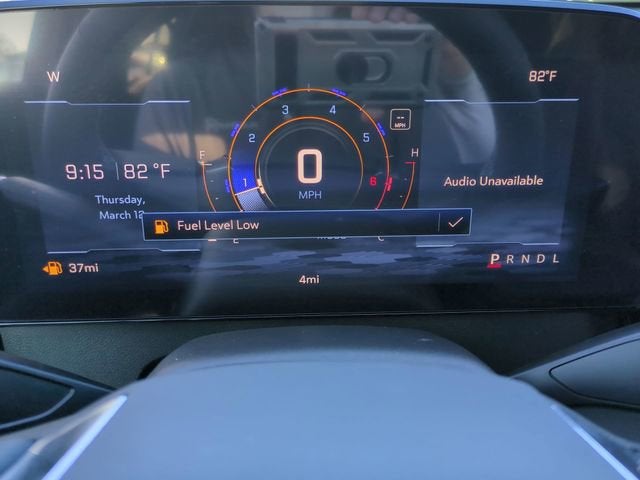 W
82°F
3 4
2 5
1 6
--
MPH
F
H
0
MPH
9:15 | 82 °F
Thursday,
March 12
Audio Unavailable
Fuel Level Low
E
C
37mi
P R N D L
4mi